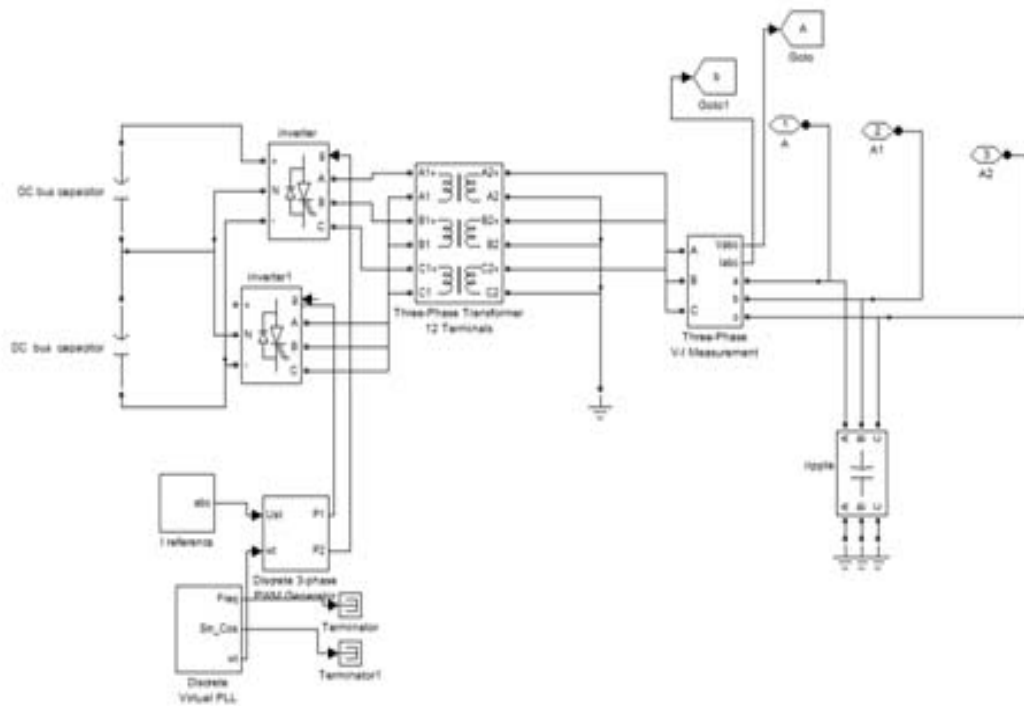 A
Goto
b
Goto1
1
A
2
A1
3
A2
Inverter
DC bus capacitor
+
N
-
g
A
B
C
A1+
A1
B1+
B1
C1+
C1
A2+
A2
B2+
B2
C2+
C2
Three-Phase Transformer
12 Terminals
A
B
C
Vabc
Iabc
a
b
c
Three-Phase
V-I Measurement
Inverter1
DC bus capacitor
+
N
-
g
A
B
C
ripple
A B C
A B C
abc
I reference
Uref
wt
P1
P2
Discrete 3-phase
PWM Generator
Freq
Sin_Cos
wt
Discrete
Virtual PLL
Terminator
Terminator1